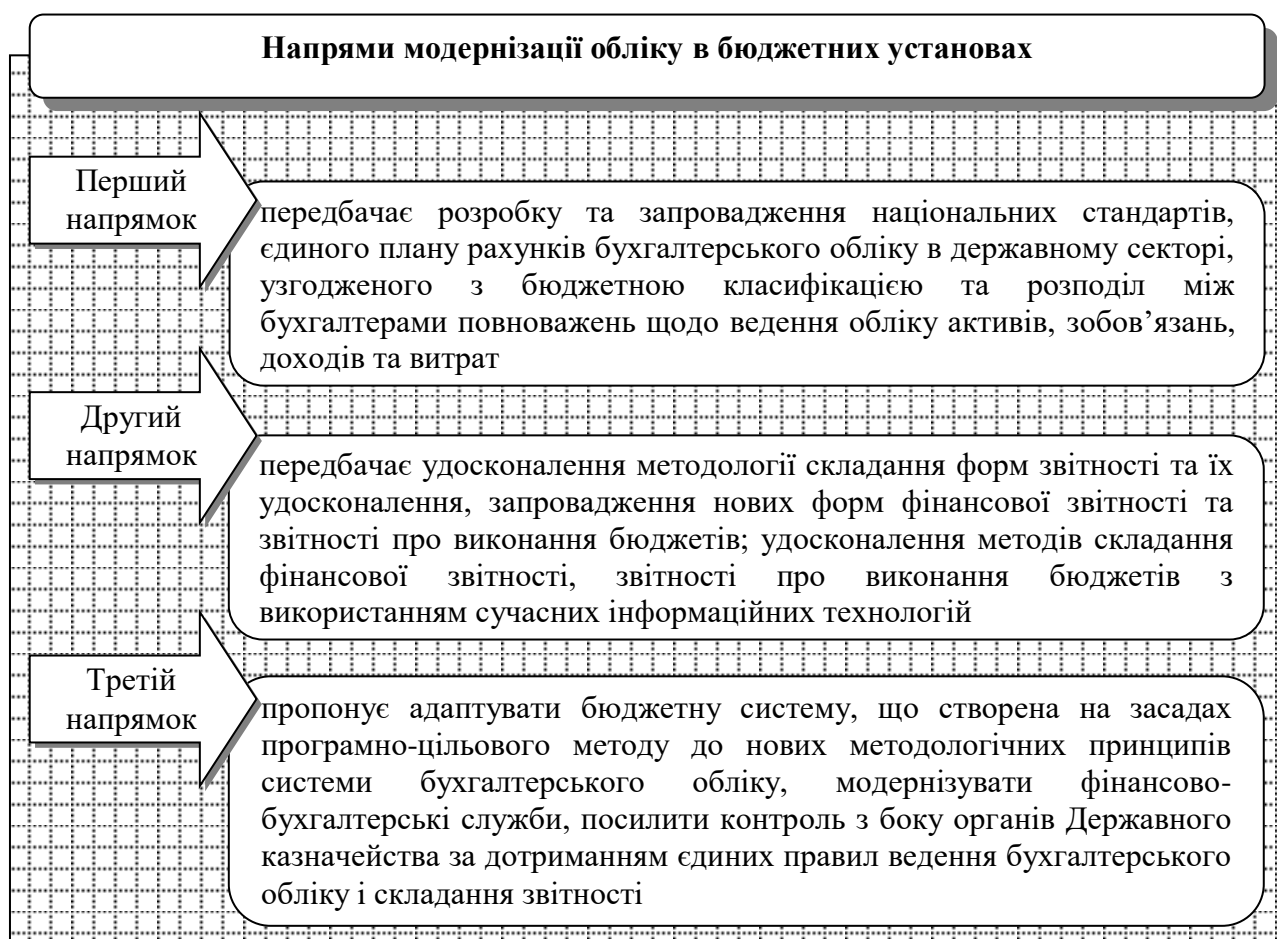 Напрями модернізації обліку в бюджетних установах
Перший
напрямок
передбачає розробку та запровадження національних стандартів,
єдиного плану рахунків бухгалтерського обліку в державному секторі,
узгодженого з бюджетною класифікацією та розподіл між
бухгалтерами повноважень щодо ведення обліку активів, зобов’язань,
доходів та витрат
Другий
напрямок
передбачає удосконалення методології складання форм звітності та їх
удосконалення, запровадження нових форм фінансової звітності та
звітності про виконання бюджетів; удосконалення методів складання
фінансової звітності, звітності про виконання бюджетів з
використанням сучасних інформаційних технологій
Третій
напрямок
пропонує адаптувати бюджетну систему, що створена на засадах
програмно-цільового методу до нових методологічних принципів
системи бухгалтерського обліку, модернізувати фінансово-
бухгалтерські служби, посилити контроль з боку органів Державного
казначейства за дотриманням єдиних правил ведення бухгалтерського
обліку і складання звітності